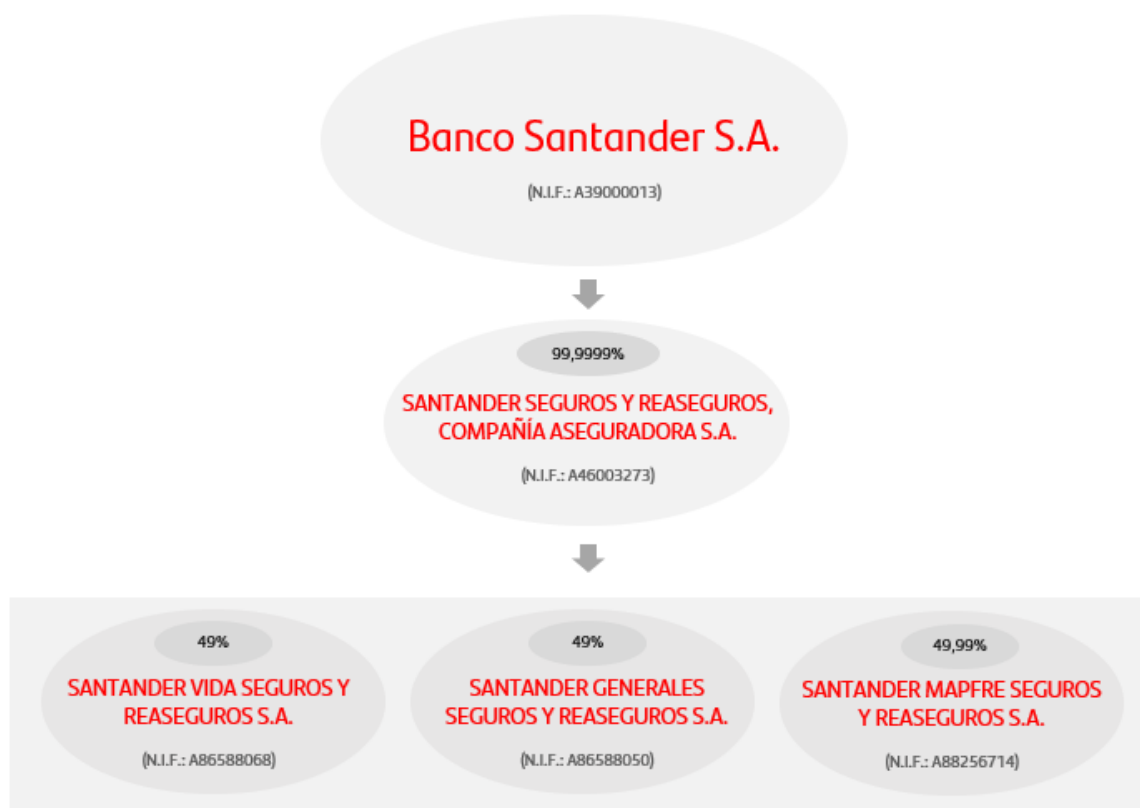 Banco Santander S.A.
(N.I.F.: A39000013)
99,9999%
SANTANDER SEGUROS Y REASEGUROS,
COMPAÑÍA ASEGURADORA S.A.
(N.I.F.: A46003273)
49%
SANTANDER VIDA SEGUROS Y
REASEGUROS S.A.
(N.I.F.: A86588068)
49%
SANTANDER GENERALES
SEGUROS Y REASEGUROS S.A.
(N.I.F.: A86588050)
49,99%
SANTANDER MAPFRE SEGUROS
Y REASEGUROS S.A.
(N.I.F.: A88256714)